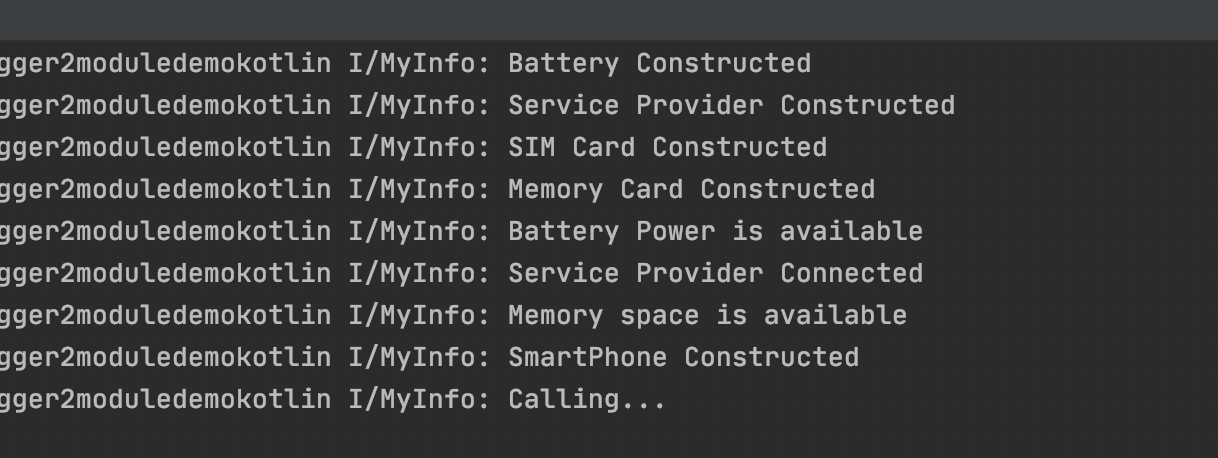 gger2moduledemokotlin I/MyInfo: Battery Constructed
gger2moduledemokotlin I/MyInfo: Service Provider Constructed
gger2moduledemokotlin I/MyInfo: SIM Card Constructed
gger2moduledemokotlin I/MyInfo: Memory Card Constructed
gger2moduledemokotlin I/MyInfo: Battery Power is available
gger2moduledemokotlin I/MyInfo: Service Provider Connected
gger2moduledemokotlin I/MyInfo: Memory space is available
gger2moduledemokotlin I/MyInfo: SmartPhone Constructed
gger2moduledemokotlin I/MyInfo: Calling...